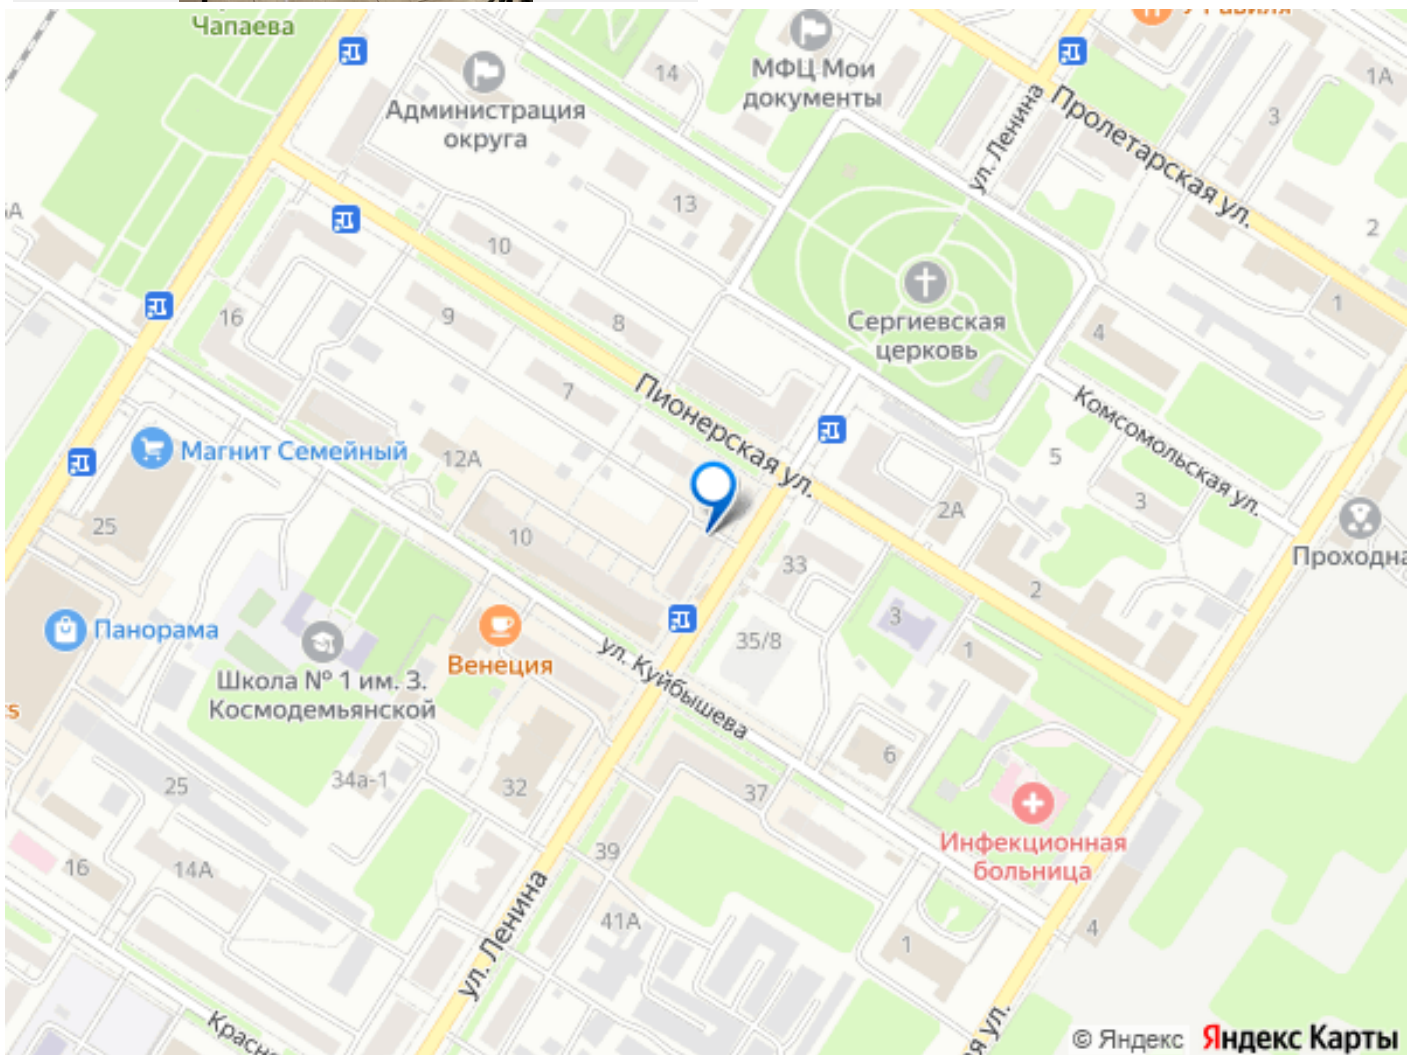 Чапаева
Администрация
округа
14
МФЦ Мои
документы
ул. Ленина
Пролетарская ул.
3
1А
2
13
10
16
9
8
7
Сергиевская
церковь
4
1
Пионерская ул.
Комсомольская ул.
5
3
2А
Магнит Семейный
12А
25
10
33
2
3
1
Проходна
Панорама
Школа № 1 им. З.
Космодемьянской
Венеция
35/8
ул. Куйбышева
6
34а-1
32
37
25
Инфекционная
больница
16
14А
39
41А
ул. Ленина
1
4
Красн
ая ул.
© Яндекс Яндекс Карты